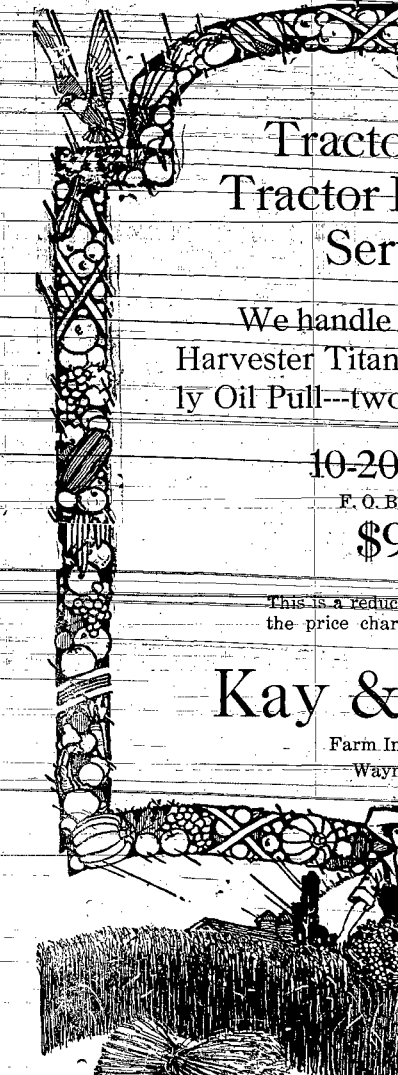 Tracto
Tractor
Ser
We handle
Harvester Titan
ly Oil Pull---two
10-20
F. O. B
$9
This is a reduc
the price char
Kay &
Farm In
Wayn